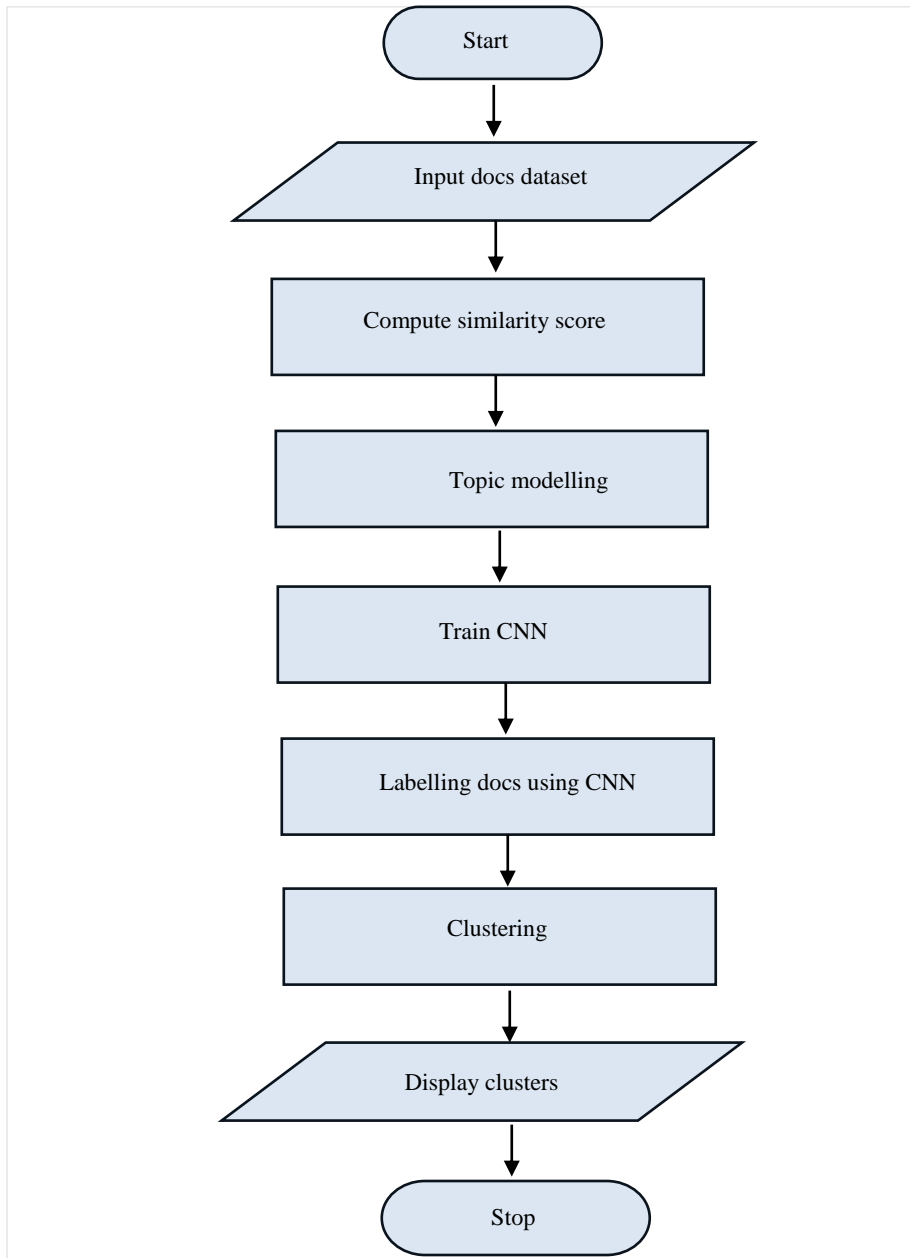 Start
Input docs dataset
Compute similarity score
Topic modelling
Train CNN
Labelling docs using CNN
Clustering
Display clusters
Stop